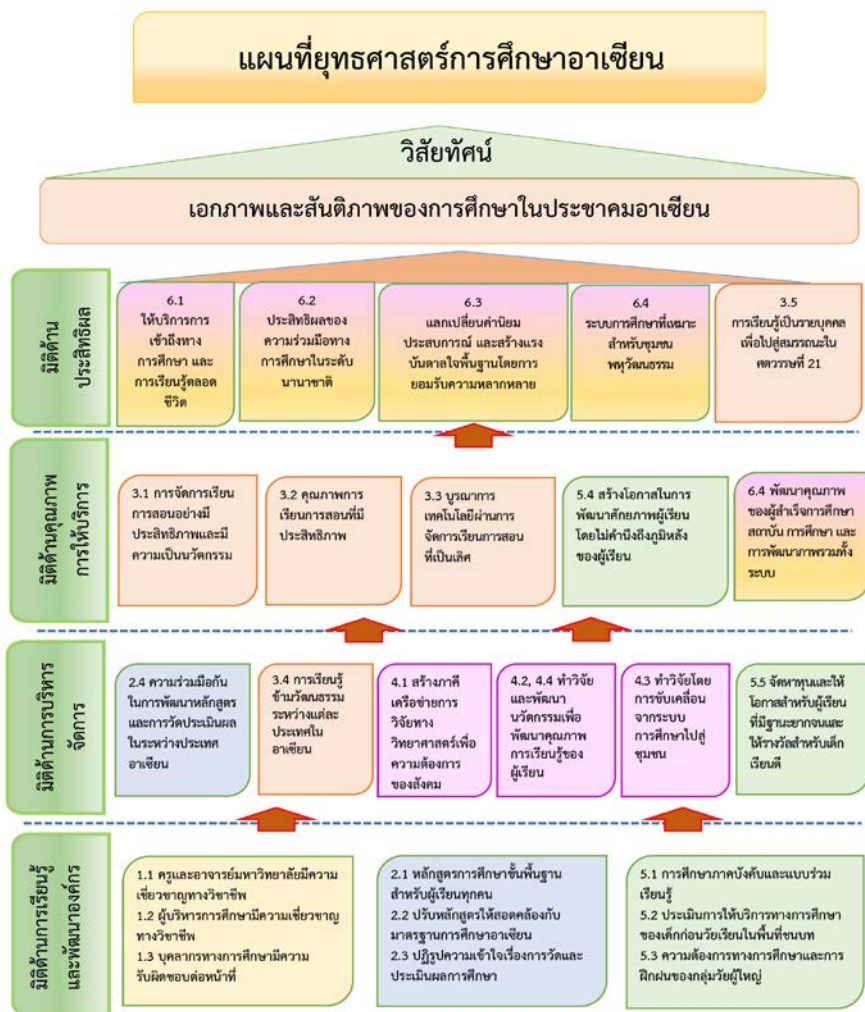 แผนที่ยุทธศาสตร์การศึกษาอาเซียน
วิสัยทัศน์
เอกภาพและสันติภาพของการศึกษาในประชาคมอาเซียน
มิติด้าน
ประสิทธิผล
6.1
ให้บริการการ
เข้าถึงทาง
การศึกษา และ
การเรียนรู้ตลอด
ชีวิต
6.2
ประสิทธิผลของ
ความร่วมมือทาง
การศึกษาในระดับ
นานาชาติ
6.3
แลกเปลี่ยนค่านิยม
ประสบการณ์ และสร้างแรง
บันดาลใจพื้นฐานโดยการ
ยอมรับความหลากหลาย
6.4
ระบบการศึกษาที่เหมาะ
สำหรับชุมชน
พหุวัฒนธรรม
3.5
การเรียนรู้เป็นรายบุคคล
เพื่อไปสู่สมรรถนะใน
ศตวรรษที่ 21
มิติด้านคุณภาพ
การให้บริการ
3.1 การจัดการเรียน
การสอนอย่างมี
ประสิทธิภาพและมี
ความเป็นนวัตกรรม
3.2 คุณภาพการ
เรียนการสอนที่มี
ประสิทธิภาพ
3.3 บูรณาการ
เทคโนโลยีผ่านการ
จัดการเรียนการสอน
ที่เป็นเลิศ
5.4 สร้างโอกาสในการ
พัฒนาศักยภาพผู้เรียน
โดยไม่คำนึงถึงภูมิหลัง
ของผู้เรียน
6.4 พัฒนาคุณภาพ
ของผู้สำเร็จการศึกษา
สถาบัน การศึกษา และ
การพัฒนาภาพรวมทั้ง
ระบบ
มิติด้านการบริหาร
จัดการ
2.4 ความร่วมมือกัน
ในการพัฒนาหลักสูตร
และการวัดประเมินผล
ในระหว่างประเทศ
อาเซียน
3.4 การเรียนรู้
ข้ามวัฒนธรรม
ระหว่างแต่ละ
ประเทศใน
อาเซียน
4.1 สร้างภาคี
เครือข่ายการ
วิจัยทาง
วิทยาศาสตร์เพื่อ
ความต้องการ
ของสังคม
4.2, 4.4 ทำวิจัย
และพัฒนา
นวัตกรรมเพื่อ
พัฒนาคุณภาพ
การเรียนรู้ของ
ผู้เรียน
4.3 ทำวิจัยโดย
การขับเคลื่อน
จากระบบ
การศึกษาไปสู่
ชุมชน
5.5 จัดหาทุนและให้
โอกาสสำหรับผู้เรียน
ที่มีฐานะยากจนและ
ให้รางวัลสำหรับเด็ก
เรียนดี
มิติด้านการเรียนรู้
และพัฒนาองค์กร
1.1 ครูและอาจารย์มหาวิทยาลัยมีความ
เชี่ยวชาญทางวิชาชีพ
1.2 ผู้บริหารการศึกษามีความเชี่ยวชาญ
ทางวิชาชีพ
1.3 บุคลากรทางการศึกษามีความ
รับผิดชอบต่อหน้าที่
2.1 หลักสูตรการศึกษาขั้นพื้นฐาน
สำหรับผู้เรียนทุกคน
2.2 ปรับหลักสูตรให้สอดคล้องกับ
มาตรฐานการศึกษาอาเซียน
2.3 ปฏิรูปความเข้าใจเรื่องการวัดและ
ประเมินผลการศึกษา
5.1 การศึกษาภาคบังคับและแบบร่วม
เรียนรู้
5.2 ประเมินการให้บริการทางการศึกษา
ของเด็กก่อนวัยเรียนในพื้นที่ชนบท
5.3 ความต้องการทางการศึกษาและการ
ฝึกฝนของกลุ่มวัยผู้ใหญ่